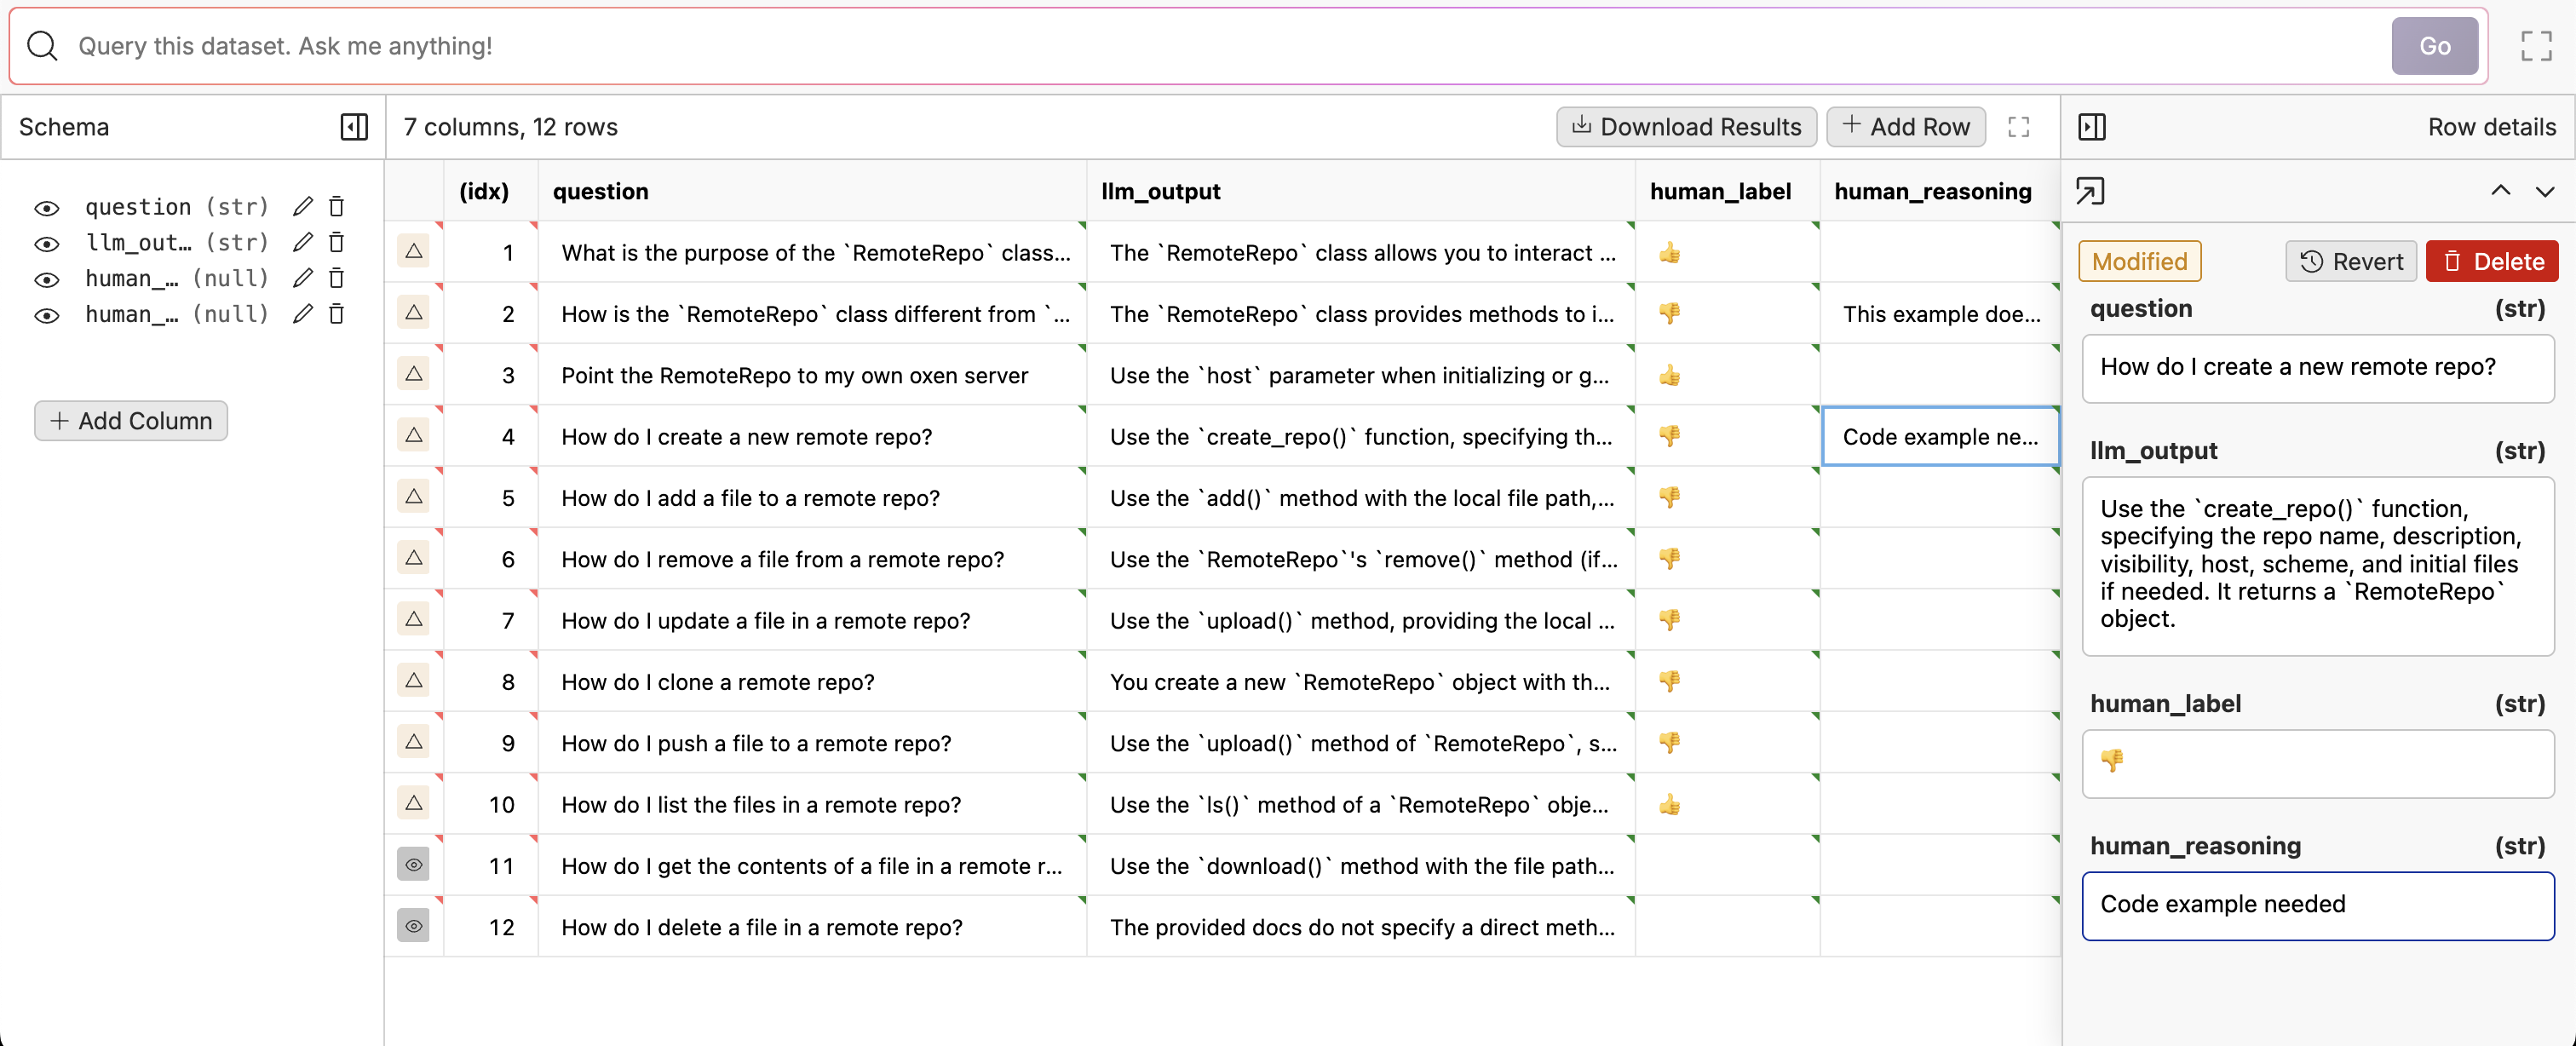 Query this dataset. Ask me anything!
Go
Schema
7 columns, 12 rows
Download Results
+ Add Row
Row details
question (str)
llm_out… (str)
human_… (null)
human_… (null)
+ Add Column
(idx) question llm_output human_label human_reasoning
1 What is the purpose of the `RemoteRepo` class... The `RemoteRepo` class allows you to interact ... 👍
2 How is the `RemoteRepo` class different from `... The `RemoteRepo` class provides methods to i... 👎 This example doe...
3 Point the RemoteRepo to my own oxen server Use the `host` parameter when initializing or g... 👍
4 How do I create a new remote repo? Use the `create_repo()` function, specifying th... 👎 Code example ne...
5 How do I add a file to a remote repo? Use the `add()` method with the local file path,... 👎
6 How do I remove a file from a remote repo? Use the `RemoteRepo`'s `remove()` method (if... 👎
7 How do I update a file in a remote repo? Use the `upload()` method, providing the local ... 👎
8 How do I clone a remote repo? You create a new `RemoteRepo` object with th... 👎
9 How do I push a file to a remote repo? Use the `upload()` method of `RemoteRepo`, s... 👎
10 How do I list the files in a remote repo? Use the `ls()` method of a `RemoteRepo` obje... 👍
11 How do I get the contents of a file in a remote r... Use the `download()` method with the file path...
12 How do I delete a file in a remote repo? The provided docs do not specify a direct meth...
Modified
Revert
Delete
question (str)
How do I create a new remote repo?
llm_output (str)
Use the `create_repo()` function,
specifying the repo name, description,
visibility, host, scheme, and initial files
if needed. It returns a `RemoteRepo`
object.
human_label (str)
👎
human_reasoning (str)
Code example needed